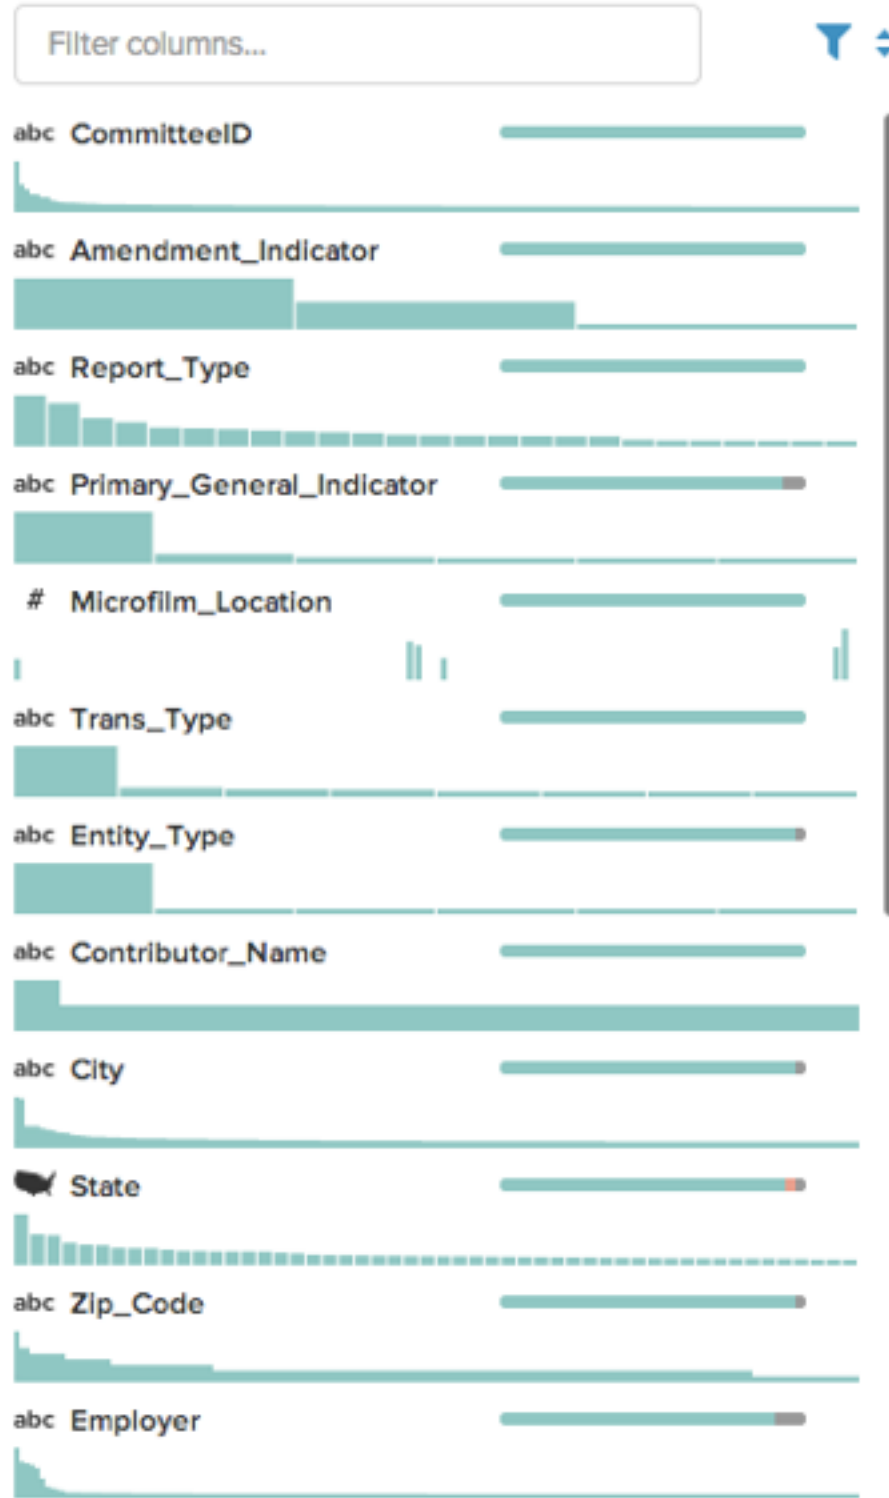 Filter columns...
abc CommitteeID
abc Amendment_Indicator
abc Report_Type
abc Primary_General_Indicator
# Microfilm_Location
abc Trans_Type
abc Entity_Type
abc Contributor_Name
abc City
State
abc Zip_Code
abc Employer